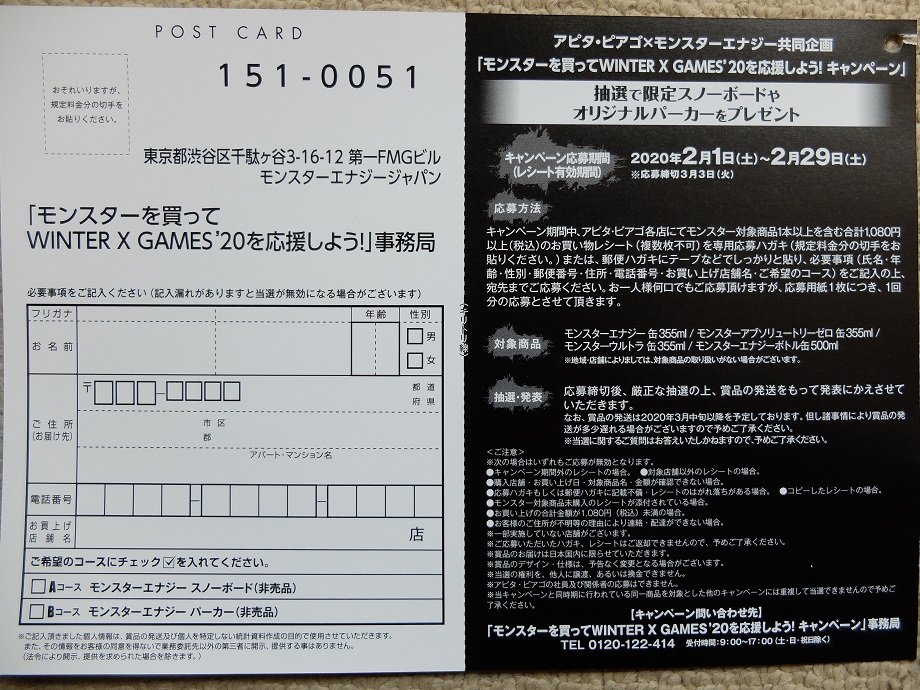 POST CARD
おそれいりますが、
規定料金分の切手を
お貼りください。
151-0051
東京都渋谷区千駄ヶ谷3-16-12 第一FMGビル
モンスターエナジージャパン
「モンスターを買って
WINTER X GAMES'20を応援しよう!」事務局
必要事項をご記入ください（記入漏れがありますと当選が無効になる場合がございます）
フリガナ
年齢
性別
お名前
男
女
〒
都道
府県
ご住所
(お届け先)
市区
郡
アパート・マンション名
電話番号
お買上げ
店舗名
店
ご希望のコースにチェック☑を入れてください。
Aコース モンスターエナジー スノーボード（非売品）
Bコース モンスターエナジー パーカー（非売品）
※ご記入頂きました個人情報は、賞品の発送及び個人を特定しない統計資料作成の目的で使用させていただきます。
また、その情報をお客様の同意を得ないで業務委託先以外の第三者に開示、提供する事はありません。
（法令により開示、提供を求められた場合を除きます。）
（キリトリ線）
アピタ・ピアゴ×モンスターエナジー共同企画
「モンスターを買ってWINTER X GAMES'20を応援しよう! キャンペーン」
抽選で限定スノーボードや
オリジナルパーカーをプレゼント
キャンペーン応募期間
（レシート有効期間）
2020年2月1日(土)～2月29日(土)
※応募締切3月3日(火)
応募方法
キャンペーン期間中、アピタ・ピアゴ各店にてモンスター対象商品1本以上を含む合計1,080円
以上(税込)のお買い物レシート（複数枚不可）を専用応募ハガキ（規定料金分の切手をお
貼りください。）または、郵便ハガキにテープなどでしっかりと貼り、必要事項（氏名・年
齢・性別・郵便番号・住所・電話番号・お買い上げ店舗名・ご希望のコース）をご記入の上、
宛先までご応募ください。お一人様何口でもご応募頂けますが、応募用紙1枚につき、1回
分の応募とさせて頂きます。
対象商品
モンスターエナジー 缶355ml / モンスターアブソリュートリーゼロ 缶355ml /
モンスターウルトラ 缶355ml / モンスターエナジーボトル缶500ml
※地域・店舗によりましては、対象商品の取り扱いがない場合がございます。
抽選・発表
応募締切後、厳正な抽選の上、賞品の発送をもって発表にかえさせて
いただきます。
なお、賞品の発送は2020年3月中旬以降を予定しております。但し諸事情により賞品の発
送が多少遅れる場合がございますので予めご了承ください。
※当選に関するご質問はお答えいたしかねますので、予めご了承ください。
＜ご注意＞
※次の場合はいずれもご応募が無効となります。
●キャンペーン期間外のレシートの場合。 ●対象店舗以外のレシートの場合。
●購入店舗・お買い上げ日・対象商品名・金額が確認できない場合。
●応募ハガキもしくは郵便ハガキに記載不備・レシートのはがれ落ちがある場合。 ●コピーしたレシートの場合。
●モンスター対象商品未購入のレシートが添付されている場合。
●お買い上げの合計金額が1,080円（税込）未満の場合。
●お客様のご住所が不明等の理由により連絡・配達ができない場合。
※一部実施していない店舗がございます。
※ご応募いただいたハガキ、レシートはご返却できませんので、予めご了承ください。
※賞品のお届けは日本国内に限らせていただきます。
※賞品のデザイン・仕様は、予告なく変更となる場合がございます。
※当選の権利を、他人に譲渡、あるいは換金できません。
※アピタ・ピアゴの社員及び関係者の応募はできません。
※当キャンペーンと同時期に行われている同一商品を対象とした他のキャンペーンには重複して当選できませんので予めご
了承ください。
【キャンペーン問い合わせ先】
「モンスターを買ってWINTER X GAMES'20を応援しよう! キャンペーン」事務局
TEL 0120-122-414 受付時間:9:00～17:00(土・日・祝日除く)